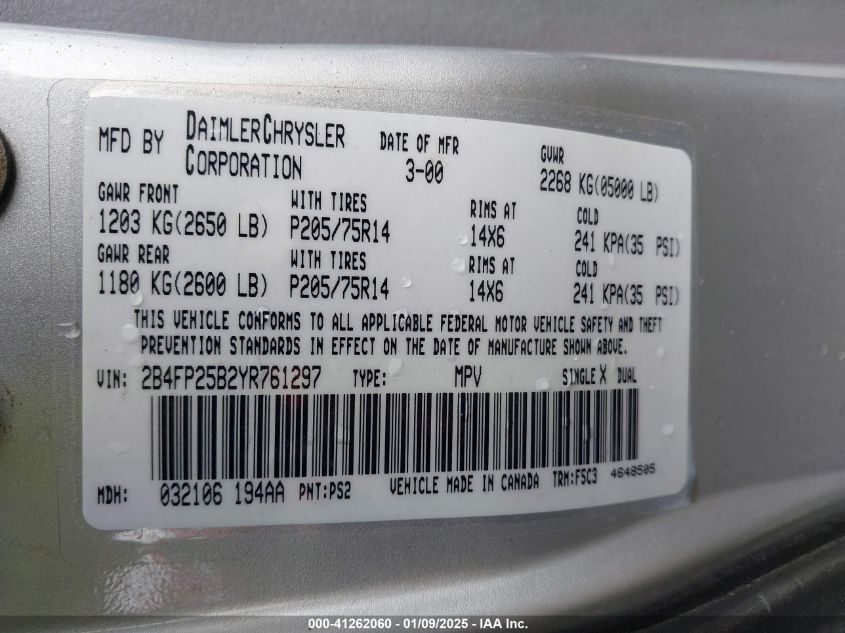 MFD BY DAIMLERCHRYSLER CORPORATION DATE OF MFR 3-00 GVWR 2268 KG(05000 LB)
GAWR FRONT WITH TIRES RIMS AT COLD
1203 KG(2650 LB) P205/75R14 14X6 241 KPA(35 PSI)
GAWR REAR WITH TIRES RIMS AT COLD
1180 KG(2600 LB) P205/75R14 14X6 241 KPA(35 PSI)
THIS VEHICLE CONFORMS TO ALL APPLICABLE FEDERAL MOTOR VEHICLE SAFETY AND THEFT
PREVENTION STANDARDS IN EFFECT ON THE DATE OF MANUFACTURE SHOWN ABOVE.
VIN: 2B4FP25B2YR761297 TYPE: MPV SINGLE X DUAL
MDH: 032106 194AA PNT:PS2 VEHICLE MADE IN CANADA TRM:F5C3 4648505
000-41262060 - 01/09/2025 - IAA Inc.